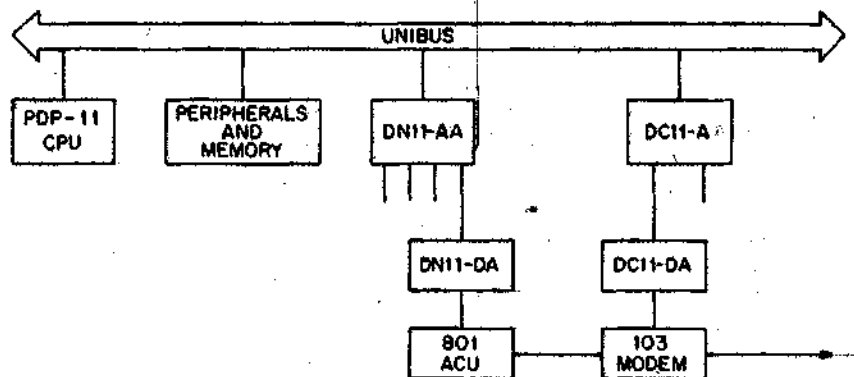 UNIBUS
PDP-11
CPU
PERIPHERALS
AND
MEMORY
DN11-AA
DC11-A
DN11-DA
DC11-DA
801
ACU
103
MODEM